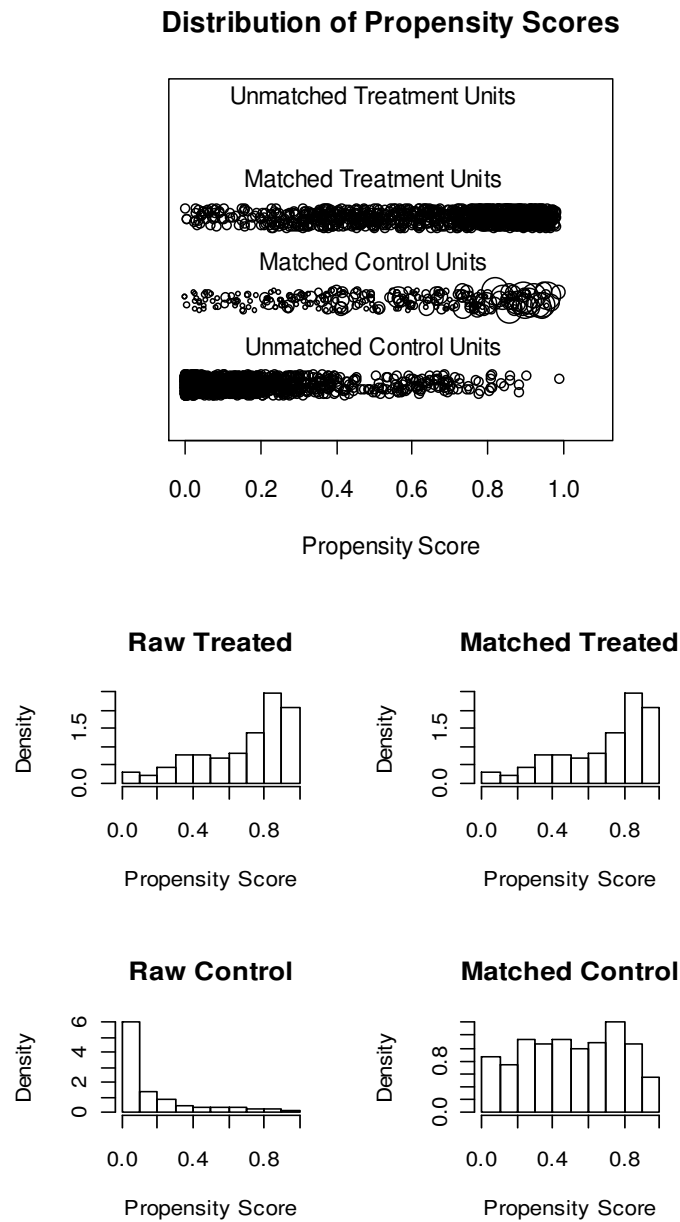 Distribution of Propensity Scores
Unmatched Treatment Units
Matched Treatment Units
Matched Control Units
Unmatched Control Units
0.0 0.2 0.4 0.6 0.8 1.0
Propensity Score
Raw Treated
Density
0.0 1.5
0.0 0.4 0.8
Propensity Score
Matched Treated
Density
0.0 1.5
0.0 0.4 0.8
Propensity Score
Raw Control
Density
0 2 4 6
0.0 0.4 0.8
Propensity Score
Matched Control
Density
0.0 0.8
0.0 0.4 0.8
Propensity Score